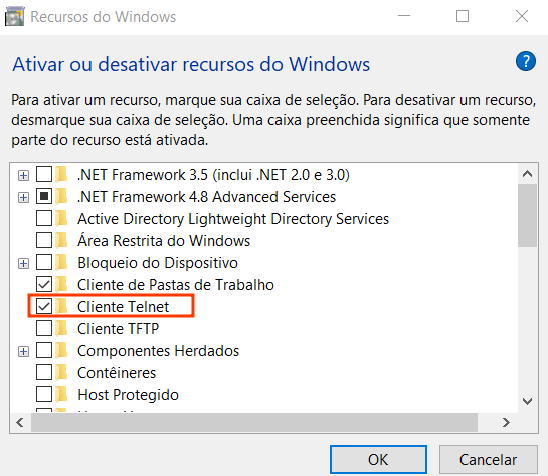 Recursos do Windows
Ativar ou desativar recursos do Windows
?
Para ativar um recurso, marque sua caixa de seleção. Para desativar um recurso,
desmarque sua caixa de seleção. Uma caixa preenchida significa que somente
parte do recurso está ativada.
.NET Framework 3.5 (inclui .NET 2.0 e 3.0)
.NET Framework 4.8 Advanced Services
Active Directory Lightweight Directory Services
Área Restrita do Windows
Bloqueio do Dispositivo
Cliente de Pastas de Trabalho
Cliente Telnet
Cliente TFTP
Componentes Herdados
Contêineres
Host Protegido
OK
Cancelar